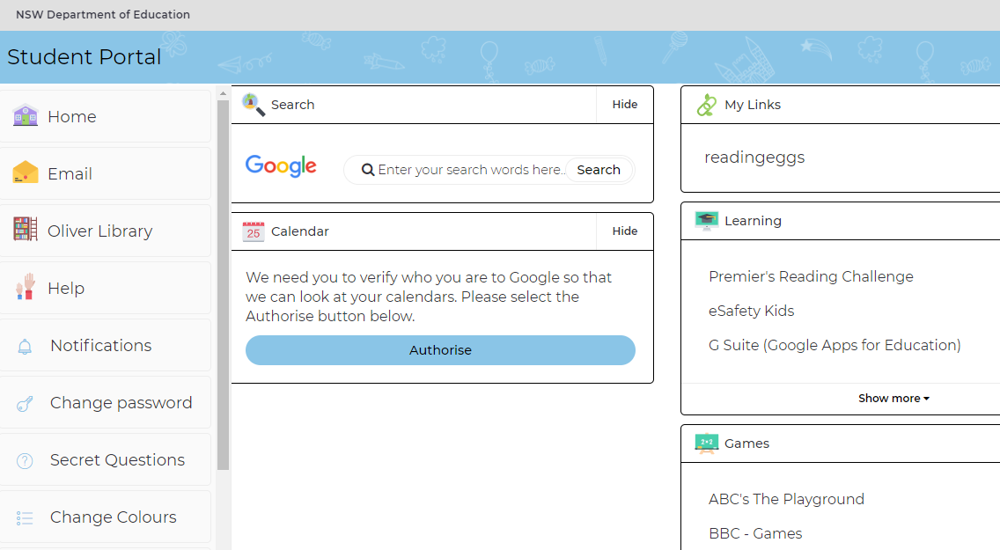 NSW Department of Education
Student Portal
Home
Email
Oliver Library
Help
Notifications
Change password
Secret Questions
Change Colours
Search
Hide
Google
Enter your search words here..
Search
25
Calendar
Hide
We need you to verify who you are to Google so that
we can look at your calendars. Please select the
Authorise button below.
Authorise
My Links
readingeggs
Learning
Premier's Reading Challenge
eSafety Kids
G Suite (Google Apps for Education)
Show more
2×2
Games
ABC's The Playground
BBC - Games